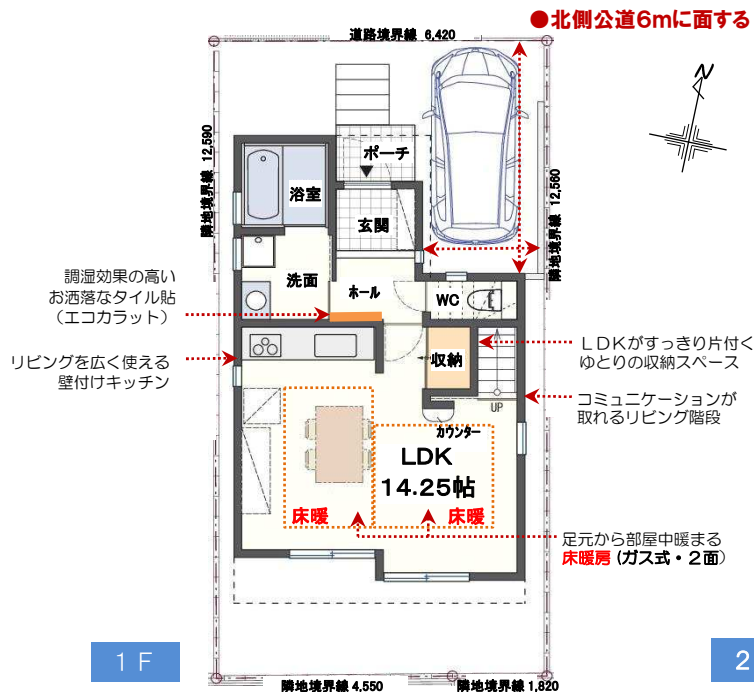 ●北側公道6mに面する
道路境界線 6,420
N
隣地境界線 12,590
ポーチ
浴室
玄関
隣地境界線 12,560
洗面
ホール
WC
調湿効果の高い
お洒落なタイル貼
（エコカラット）
リビングを広く使える
壁付けキッチン
収納
LDKがすっきり片付く
ゆとりの収納スペース
UP
コミュニケーションが
取れるリビング階段
カウンター
LDK
14.25帖
床暖
床暖
足元から部屋中暖まる
床暖房 (ガス式・2面)
1F
2
隣地境界線 4,550
隣地境界線 1,820